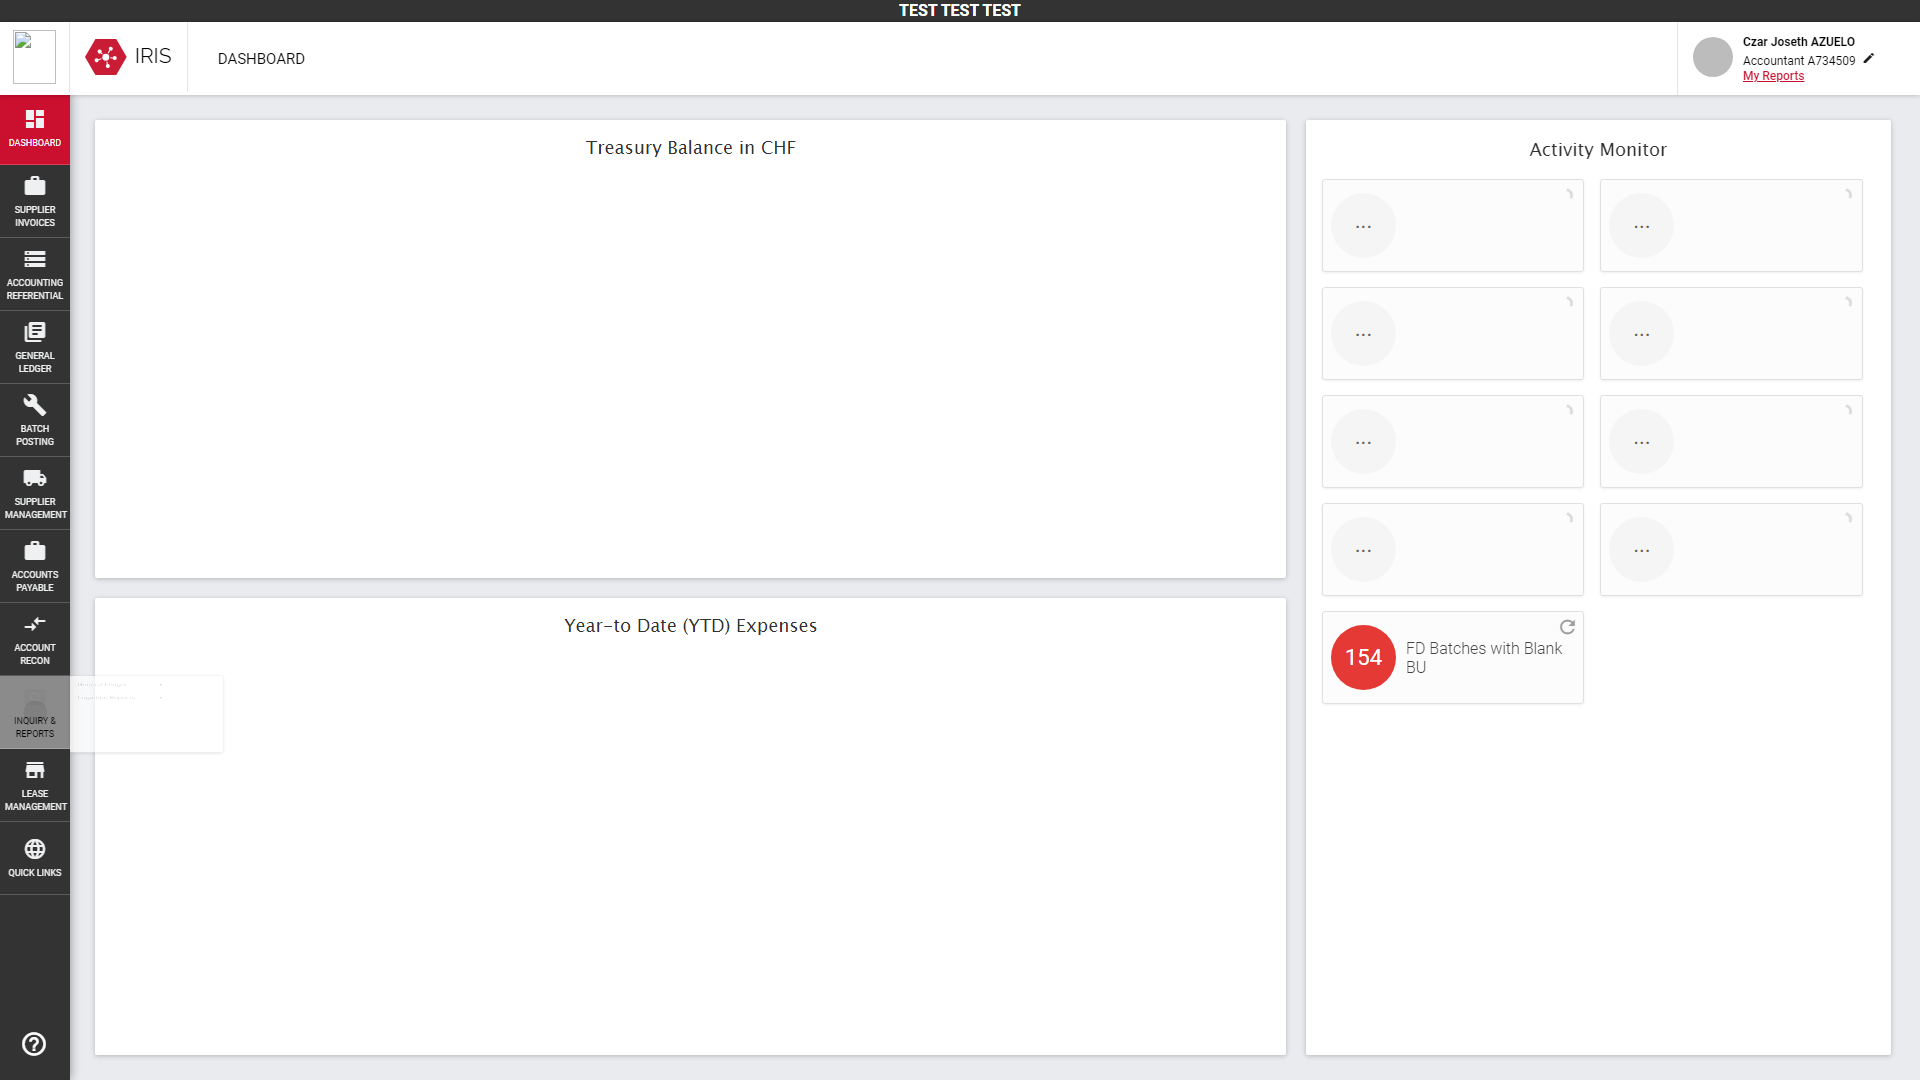 TEST TEST TEST
IRIS
DASHBOARD
Czar Joseth AZUELO
Accountant A734509
My Reports
DASHBOARD
SUPPLIER
INVOICES
ACCOUNTING
REFERENTIAL
GENERAL
LEDGER
BATCH
POSTING
SUPPLIER
MANAGEMENT
ACCOUNTS
PAYABLE
ACCOUNT
RECON
INQUIRY &
REPORTS
LEASE
MANAGEMENT
QUICK LINKS
Treasury Balance in CHF
Year-to Date (YTD) Expenses
Activity Monitor
... ...
... ...
... ...
... ...
154 FD Batches with Blank
BU